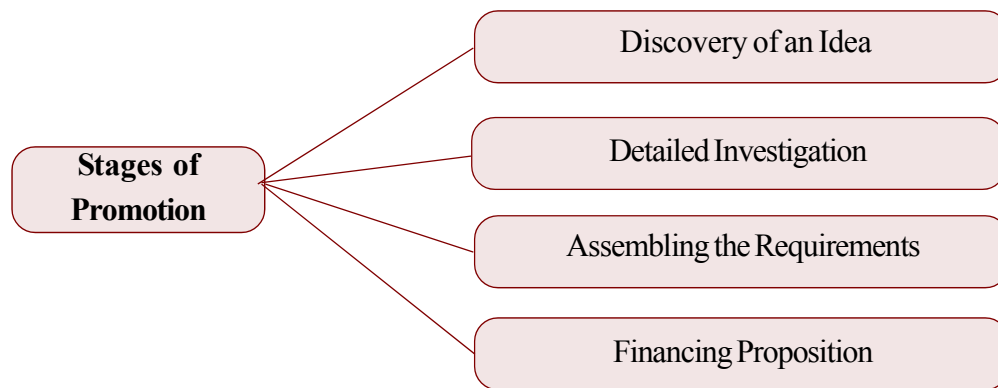 Discovery of an Idea
Detailed Investigation
Stages of
Promotion
Assembling the Requirements
Financing Proposition